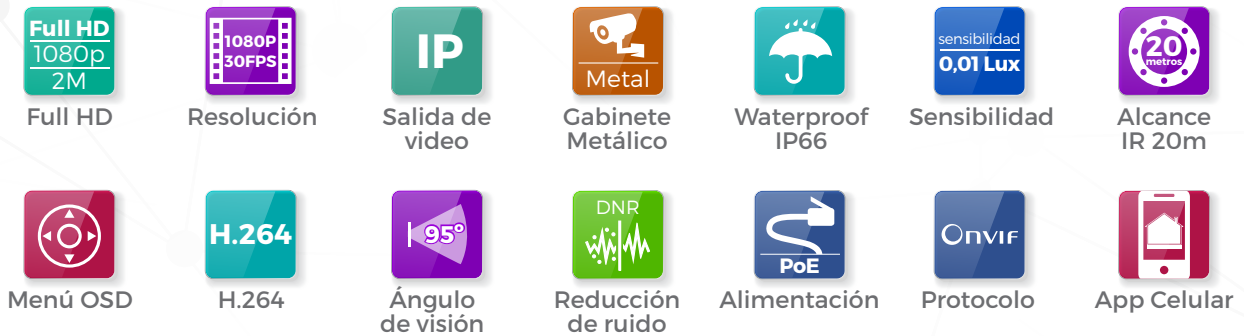 Full HD
1080p
2M
Full HD
1080P
30FPS
Resolución
IP
Salida de
video
Metal
Gabinete
Metálico
Waterproof
IP66
sensibilidad
0,01 Lux
Sensibilidad
20
metros
Alcance
IR 20m
Menú OSD
H.264
H.264
95°
Ángulo
de visión
DNR
Reducción
de ruido
PoE
Alimentación
ONVIF
Protocolo
App Celular